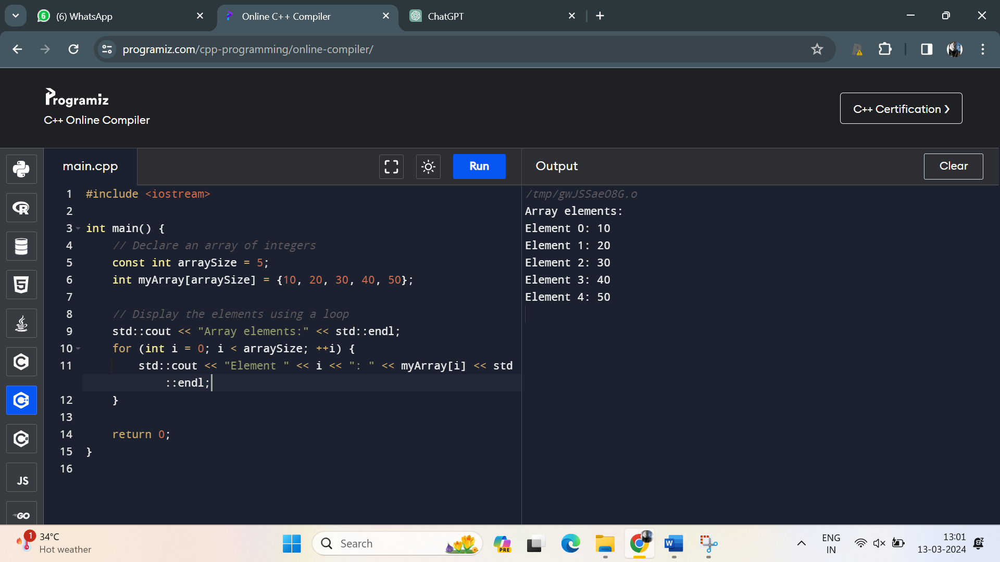 (6) WhatsApp
Online C++ Compiler
ChatGPT
programiz.com/cpp-programming/online-compiler/
Programiz
C++ Online Compiler
C++ Certification ❯
main.cpp
Run
Output
Clear
1 #include <iostream>
2
3 int main() {
4     // Declare an array of integers
5     const int arraySize = 5;
6     int myArray[arraySize] = {10, 20, 30, 40, 50};
7
8     // Display the elements using a loop
9     std::cout << "Array elements:" << std::endl;
10     for (int i = 0; i < arraySize; ++i) {
11         std::cout << "Element " << i << ": " << myArray[i] << std
::endl;
12     }
13
14     return 0;
15 }
16
/tmp/gwJSSaeO8G.o
Array elements:
Element 0: 10
Element 1: 20
Element 2: 30
Element 3: 40
Element 4: 50
5
JS
GO
1
34°C
Hot weather
Search
PRE
W
ENG
IN
13:01
13-03-2024